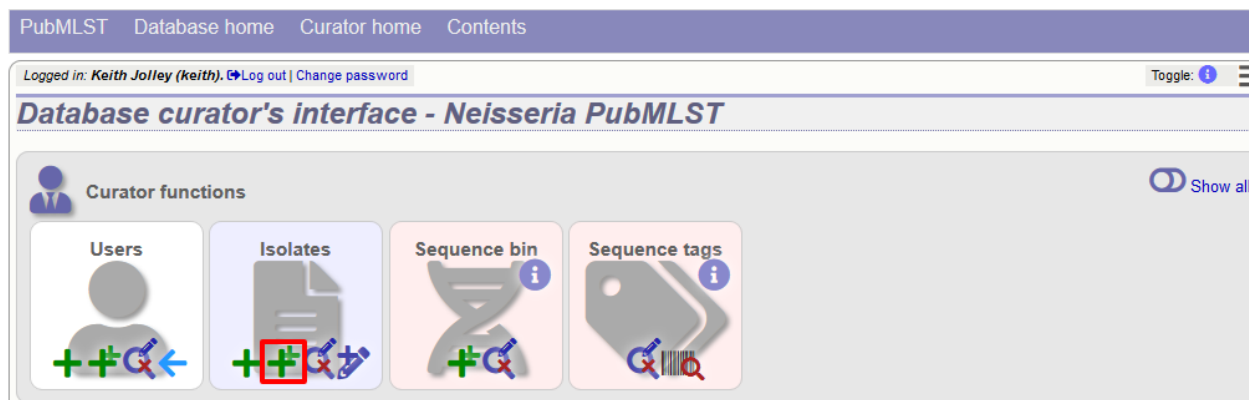 PubMLST Database home Curator home Contents
Logged in: Keith Jolley (keith). Log out | Change password Toggle: i
Database curator's interface - Neisseria PubMLST
Curator functions Show all
Users Isolates Sequence bin Sequence tags
i i